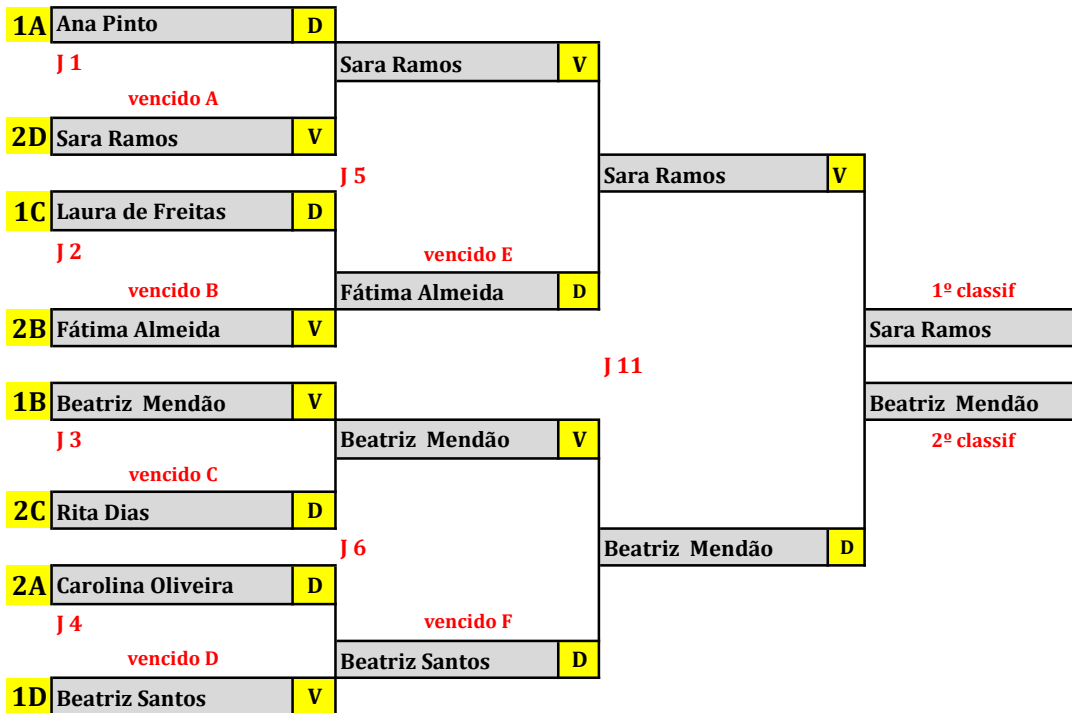 1A Ana Pinto D
J 1
Sara Ramos V
vencido A
2D Sara Ramos V
J 5
Sara Ramos V
1C Laura de Freitas D
J 2
vencido E
vencido B
Fátima Almeida D
1º classif
2B Fátima Almeida V
Sara Ramos
J 11
1B Beatriz Mendão V
Beatriz Mendão
J 3
Beatriz Mendão V
2º classif
vencido C
2C Rita Dias D
J 6
Beatriz Mendão D
2A Carolina Oliveira D
J 4
vencido F
vencido D
Beatriz Santos D
1D Beatriz Santos V